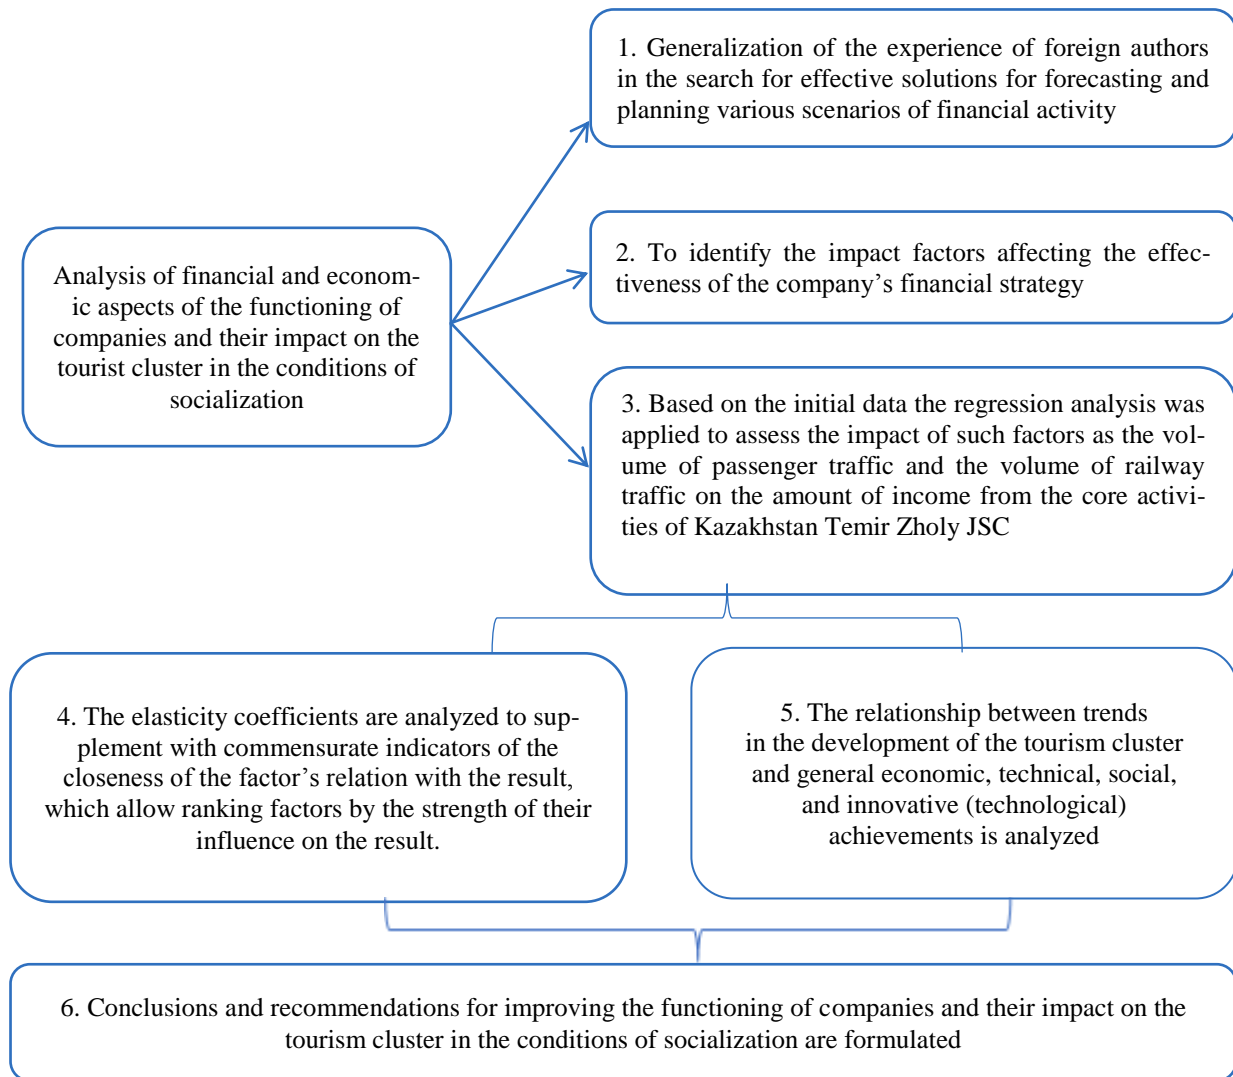 1. Generalization of the experience of foreign authors
in the search for effective solutions for forecasting and
planning various scenarios of financial activity
Analysis of financial and econom-
ic aspects of the functioning of
companies and their impact on the
tourist cluster in the conditions of
socialization
2. To identify the impact factors affecting the effec-
tiveness of the company’s financial strategy
3. Based on the initial data the regression analysis was
applied to assess the impact of such factors as the vol-
ume of passenger traffic and the volume of railway
traffic on the amount of income from the core activi-
ties of Kazakhstan Temir Zholy JSC
4. The elasticity coefficients are analyzed to sup-
plement with commensurate indicators of the
closeness of the factor’s relation with the result,
which allow ranking factors by the strength of their
influence on the result.
5. The relationship between trends
in the development of the tourism cluster
and general economic, technical, social,
and innovative (technological)
achievements is analyzed
6. Conclusions and recommendations for improving the functioning of companies and their impact on the
tourism cluster in the conditions of socialization are formulated